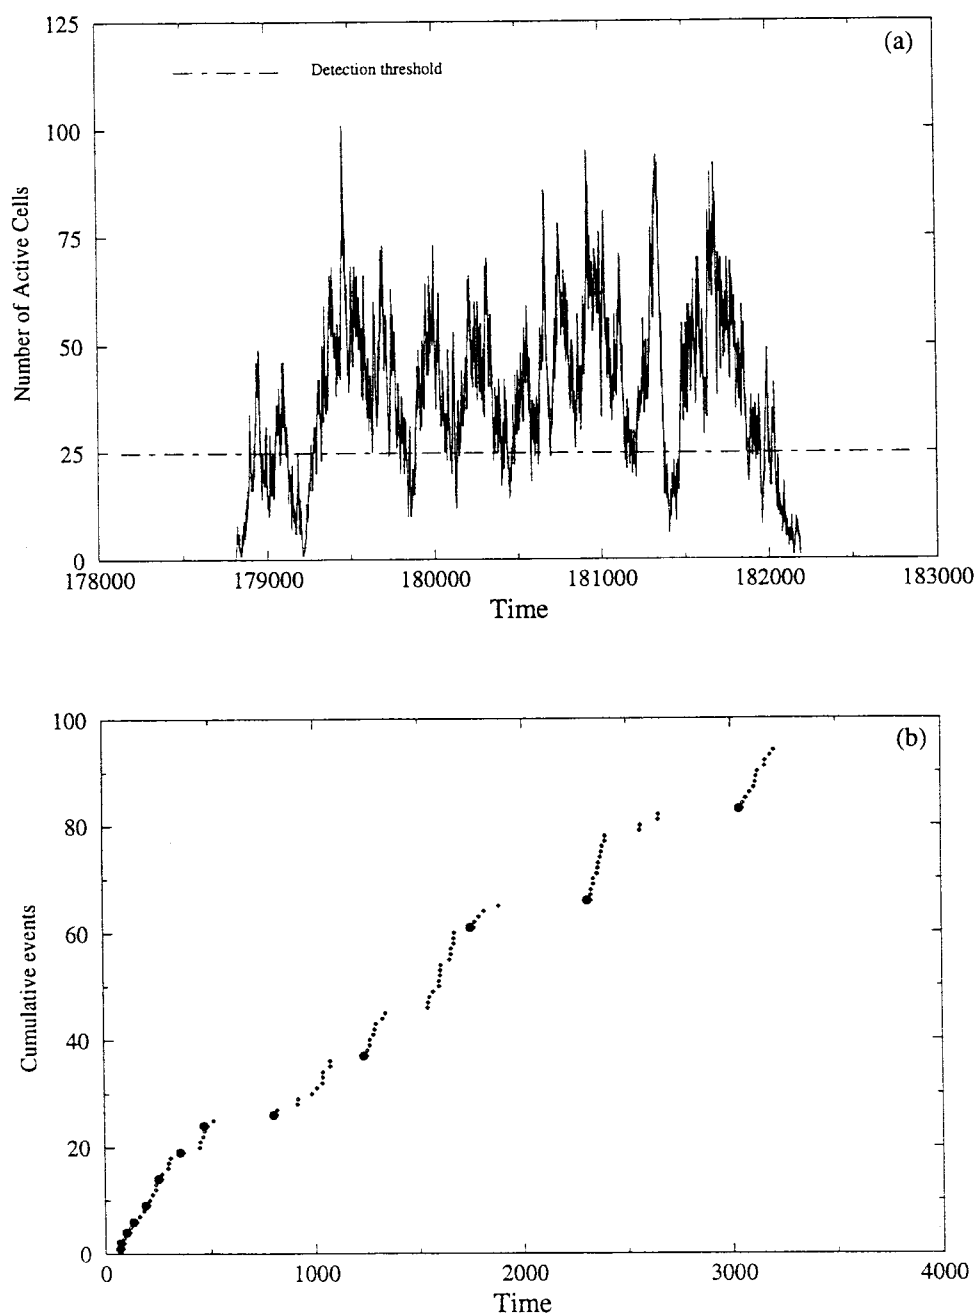 125
(a)
Detection threshold
100
75
50
25
0
Number of Active Cells
178000 179000 180000 181000 182000 183000
Time
100
(b)
80
60
40
20
0
Cumulative events
0 1000 2000 3000 4000
Time